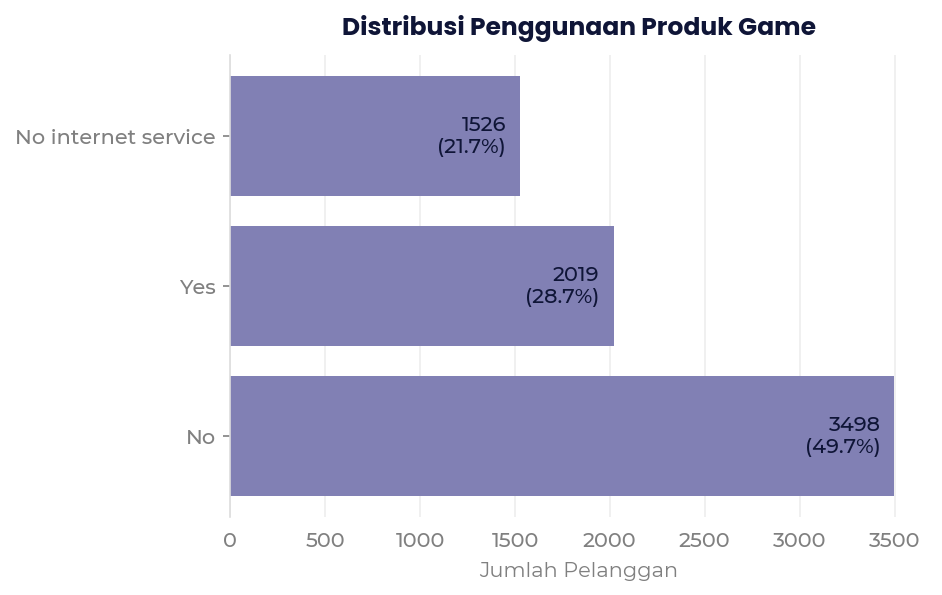 Distribusi Penggunaan Produk Game
No internet service
1526
(21.7%)
Yes
2019
(28.7%)
No
3498
(49.7%)
0 500 1000 1500 2000 2500 3000 3500
Jumlah Pelanggan